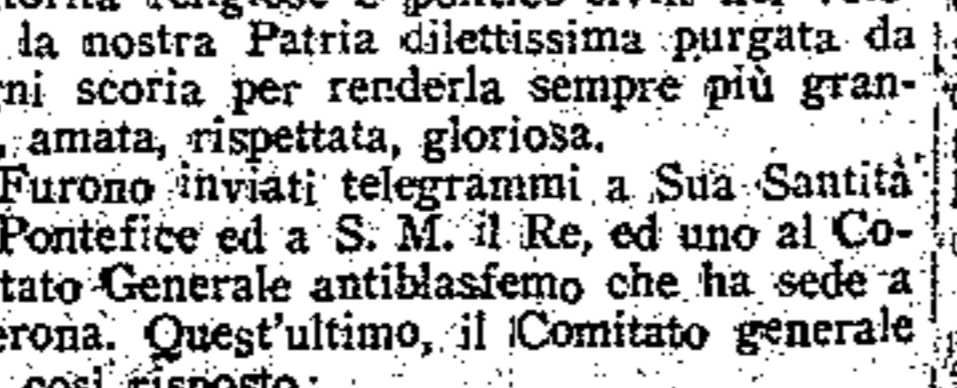 la nostra Patria dilettissima purgata da
gni scoria per renderla sempre più gran-
, amata, rispettata, gloriosa.
Furono inviati telegrammi a Sua Santità
Pontefice ed a S. M. il Re, ed uno al Co-
tato Generale antiblasfemo che ha sede a
erona. Quest'ultimo, il Comitato generale
così risposto: